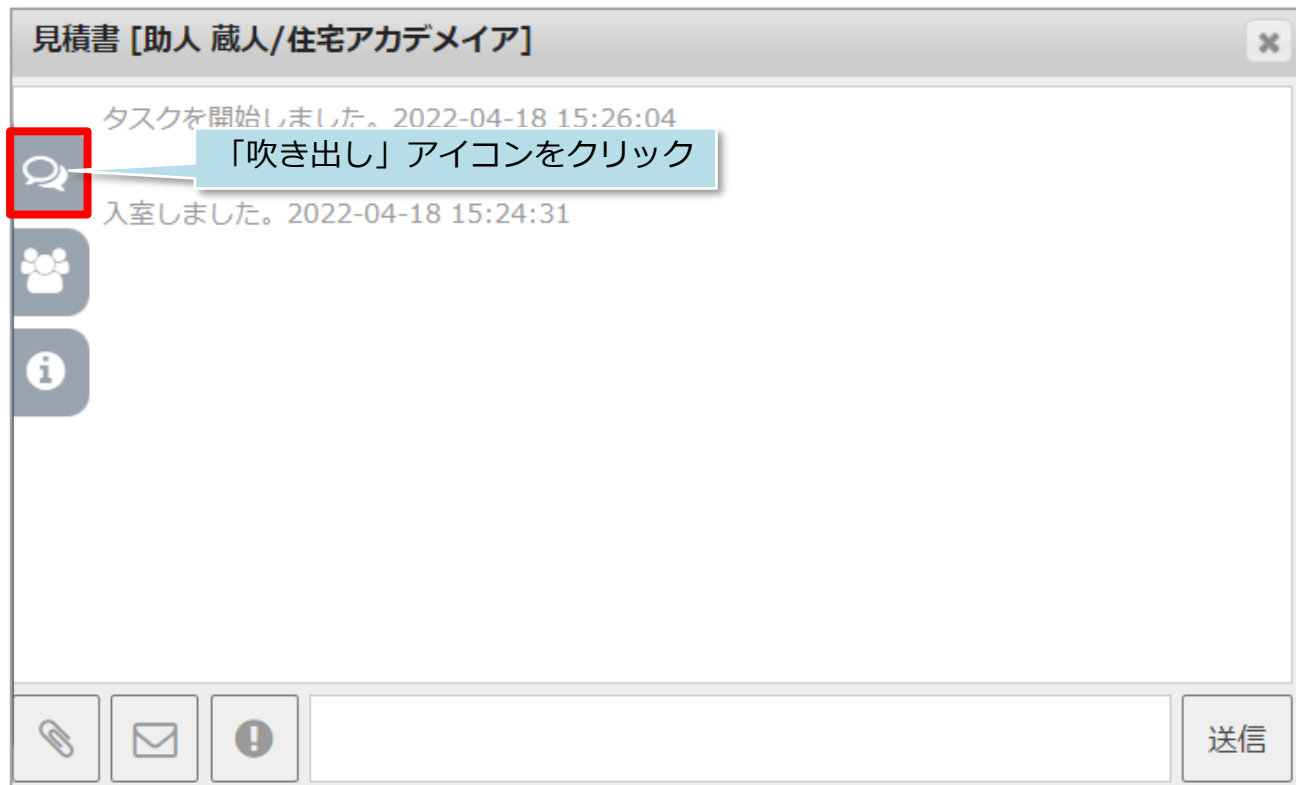 見積書 [助人 蔵人/住宅アカデメイア]
タスクを開始しました。2022-04-18 15:26:04
「吹き出し」アイコンをクリック
入室しました。2022-04-18 15:24:31
送信